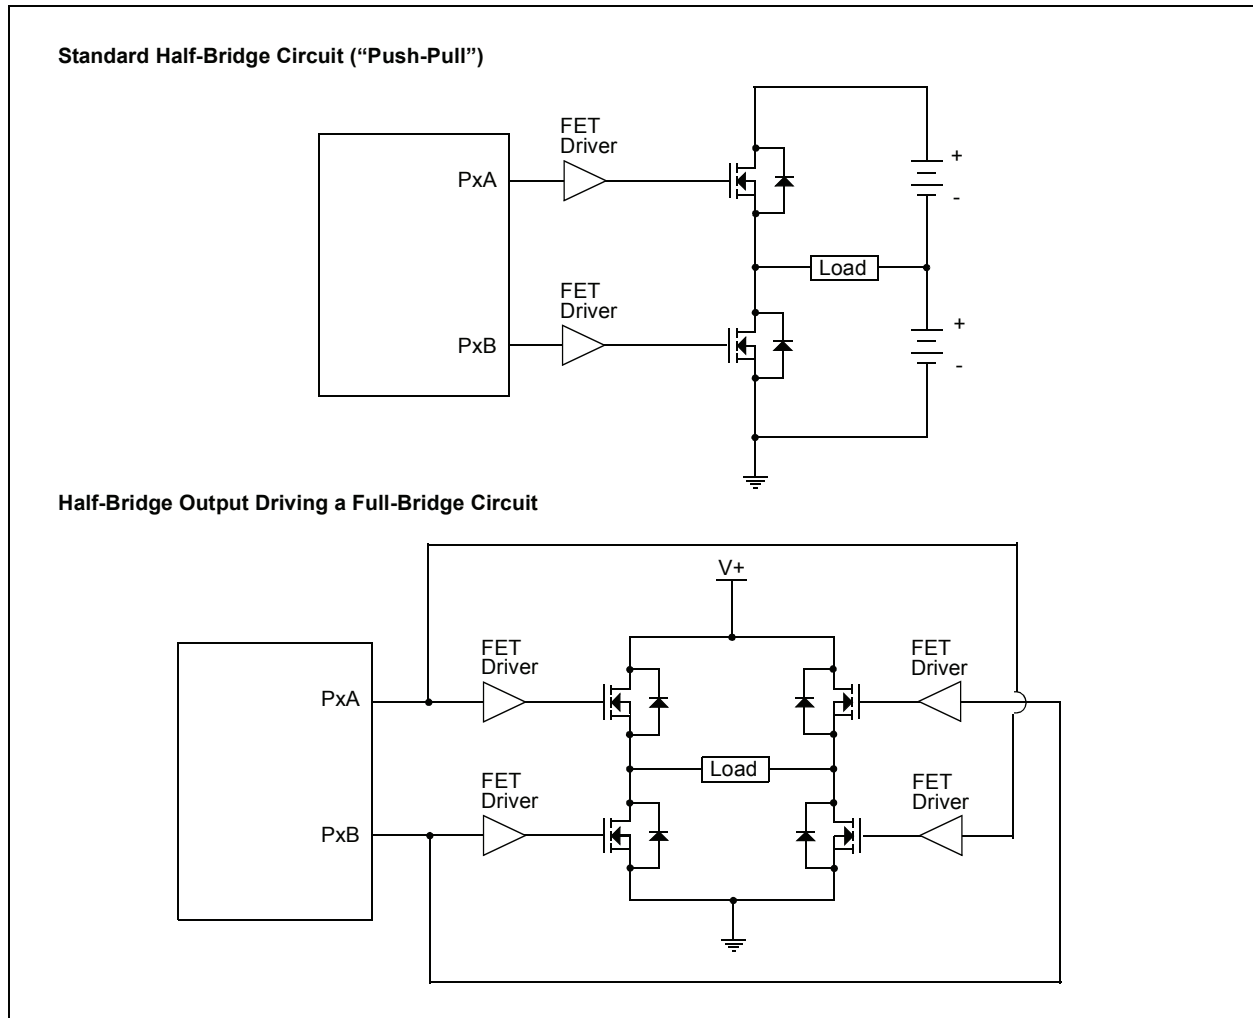 Standard Half-Bridge Circuit (“Push-Pull”)
FET
Driver
PxA
+
-
Load
FET
Driver
PxB
+
-
Half-Bridge Output Driving a Full-Bridge Circuit
V+
FET
Driver
FET
Driver
PxA
Load
FET
Driver
FET
Driver
PxB